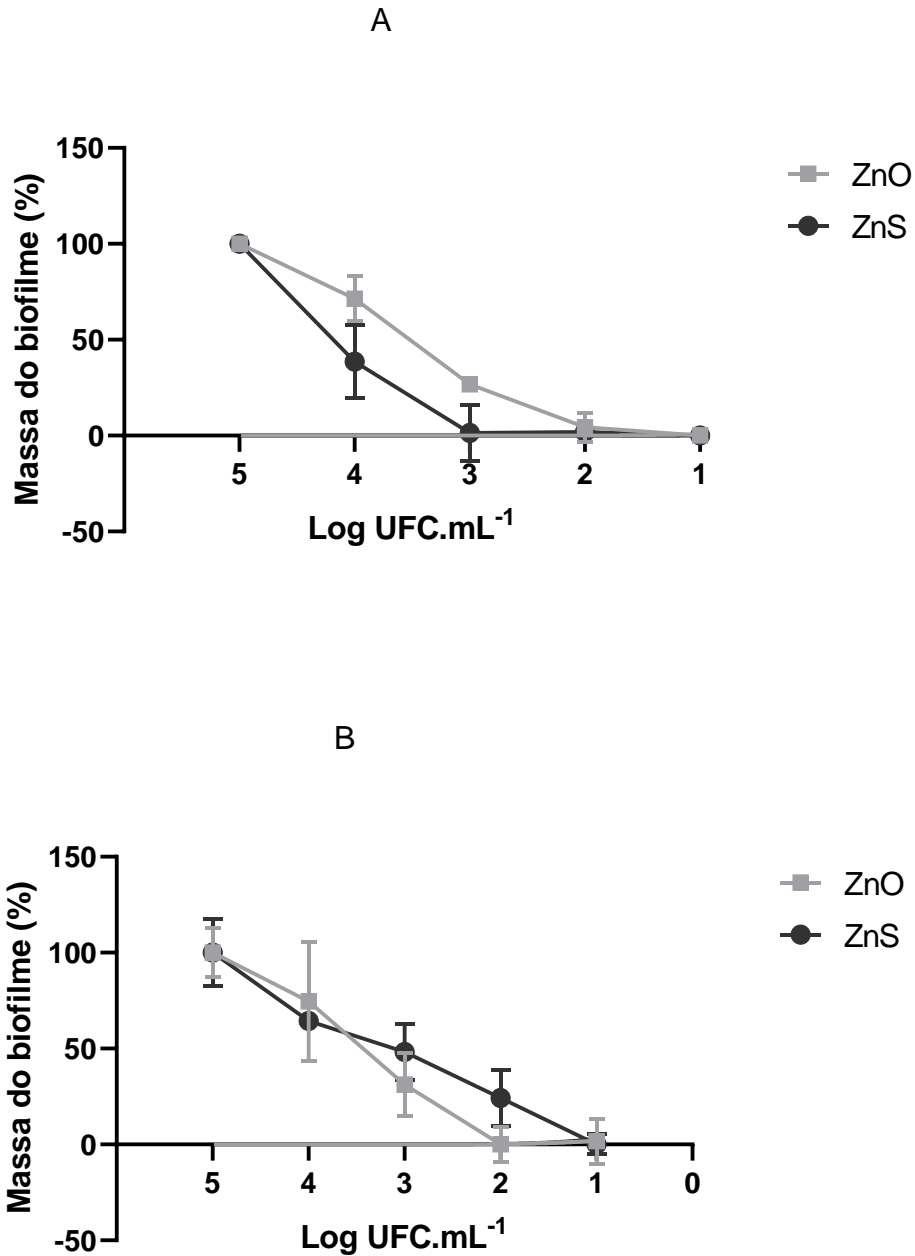 A
150
100
50
0
-50
Massa do biofilme (%)
5 4 3 2 1
Log UFC.mL-1
ZnO
ZnS
B
150
100
50
0
-50
Massa do biofilme (%)
5 4 3 2 1 0
Log UFC.mL-1
ZnO
ZnS